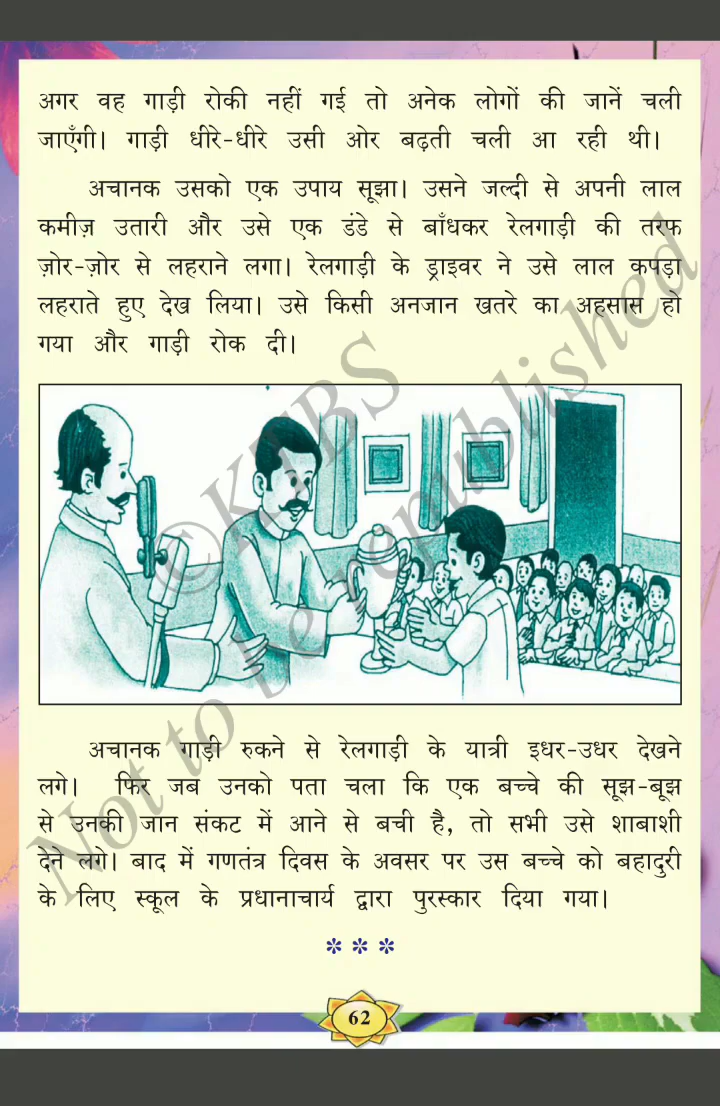 अगर वह गाड़ी रोकी नहीं गई तो अनेक लोगों की जानें चली
जाएँगी। गाड़ी धीरे-धीरे उसी ओर बढ़ती चली आ रही थी।
अचानक उसको एक उपाय सूझा। उसने जल्दी से अपनी लाल
कमीज़ उतारी और उसे एक डंडे से बाँधकर रेलगाड़ी की तरफ
ज़ोर-ज़ोर से लहराने लगा। रेलगाड़ी के ड्राइवर ने उसे लाल कपड़ा
लहराते हुए देख लिया। उसे किसी अनजान खतरे का अहसास हो
गया और गाड़ी रोक दी।
अचानक गाड़ी रुकने से रेलगाड़ी के यात्री इधर-उधर देखने
लगे। फिर जब उनको पता चला कि एक बच्चे की सूझ-बूझ
से उनकी जान संकट में आने से बची है, तो सभी उसे शाबाशी
देने लगे। बाद में गणतंत्र दिवस के अवसर पर उस बच्चे को बहादुरी
के लिए स्कूल के प्रधानाचार्य द्वारा पुरस्कार दिया गया।
* * *
62
©KTBS
Not to be republished